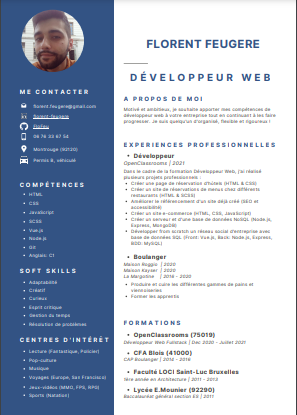 FLORENT FEUGERE
DÉVELOPPEUR WEB
ME CONTACTER
florent.feugere@gmail.com
florent-feugere
FloFeu
06 76 33 67 54
Montrouge (92120)
Permis B, véhiculé
COMPÉTENCES
HTML
CSS
JavaScript
SCSS
Vue.js
Node.js
Git
Anglais: C1
SOFT SKILLS
Adaptabilité
Créatif
Curieux
Esprit critique
Gestion du temps
Résolution de problèmes
CENTRES D'INTÉRÊT
Lecture (Fantastique, Policier)
Pop-culture
Musique
Voyages (Europe, San Francisco)
Jeux-vidéos (MMO, FPS, RPG)
Sports (Natation)
A PROPOS DE MOI
Motivé et ambitieux, je souhaite apporter mes compétences de
développeur web à votre entreprise tout en continuant à les faire
progresser. Je suis quelqu'un d'organisé, flexible et rigoureux !
EXPERIENCES PROFESSIONNELLES
Développeur
OpenClassrooms | 2021
Dans le cadre de la formation Développeur Web, j'ai réalisé
plusieurs projets professionnels :
Créer une page de réservation d'hôtels (HTML & CSS)
Créer un site de réservations de menus chez différents
restaurants (HTML & SCSS)
Améliorer le référencement d'un site déjà créé (SEO et
accessibilité)
Créer un site e-commerce (HTML, CSS, JavaScript)
Créer un serveur et d'une base de données NoSQL (Node.js,
Express, MongoDB)
Développer from scratch un réseau social d'entreprise avec
base de données SQL (Front: Vue.js, Back: Node.js, Express,
BDD: MySQL)
Boulanger
Maison Roggio | 2020
Maison Kayser | 2020
La Margotine | 2016 - 2020
Produire et cuire les différentes gammes de pains et
viennoiseries
Former les apprentis
FORMATIONS
OpenClassrooms (75019)
Développeur Web Fullstack | Dec 2020 - Juillet 2021
CFA Blois (41000)
CAP Boulanger | 2014 - 2016
Faculté LOCI Saint-Luc Bruxelles
1ère année en Architecture | 2011 - 2013
Lycée E.Mounier (92290)
Baccalauréat général section ES | 2011